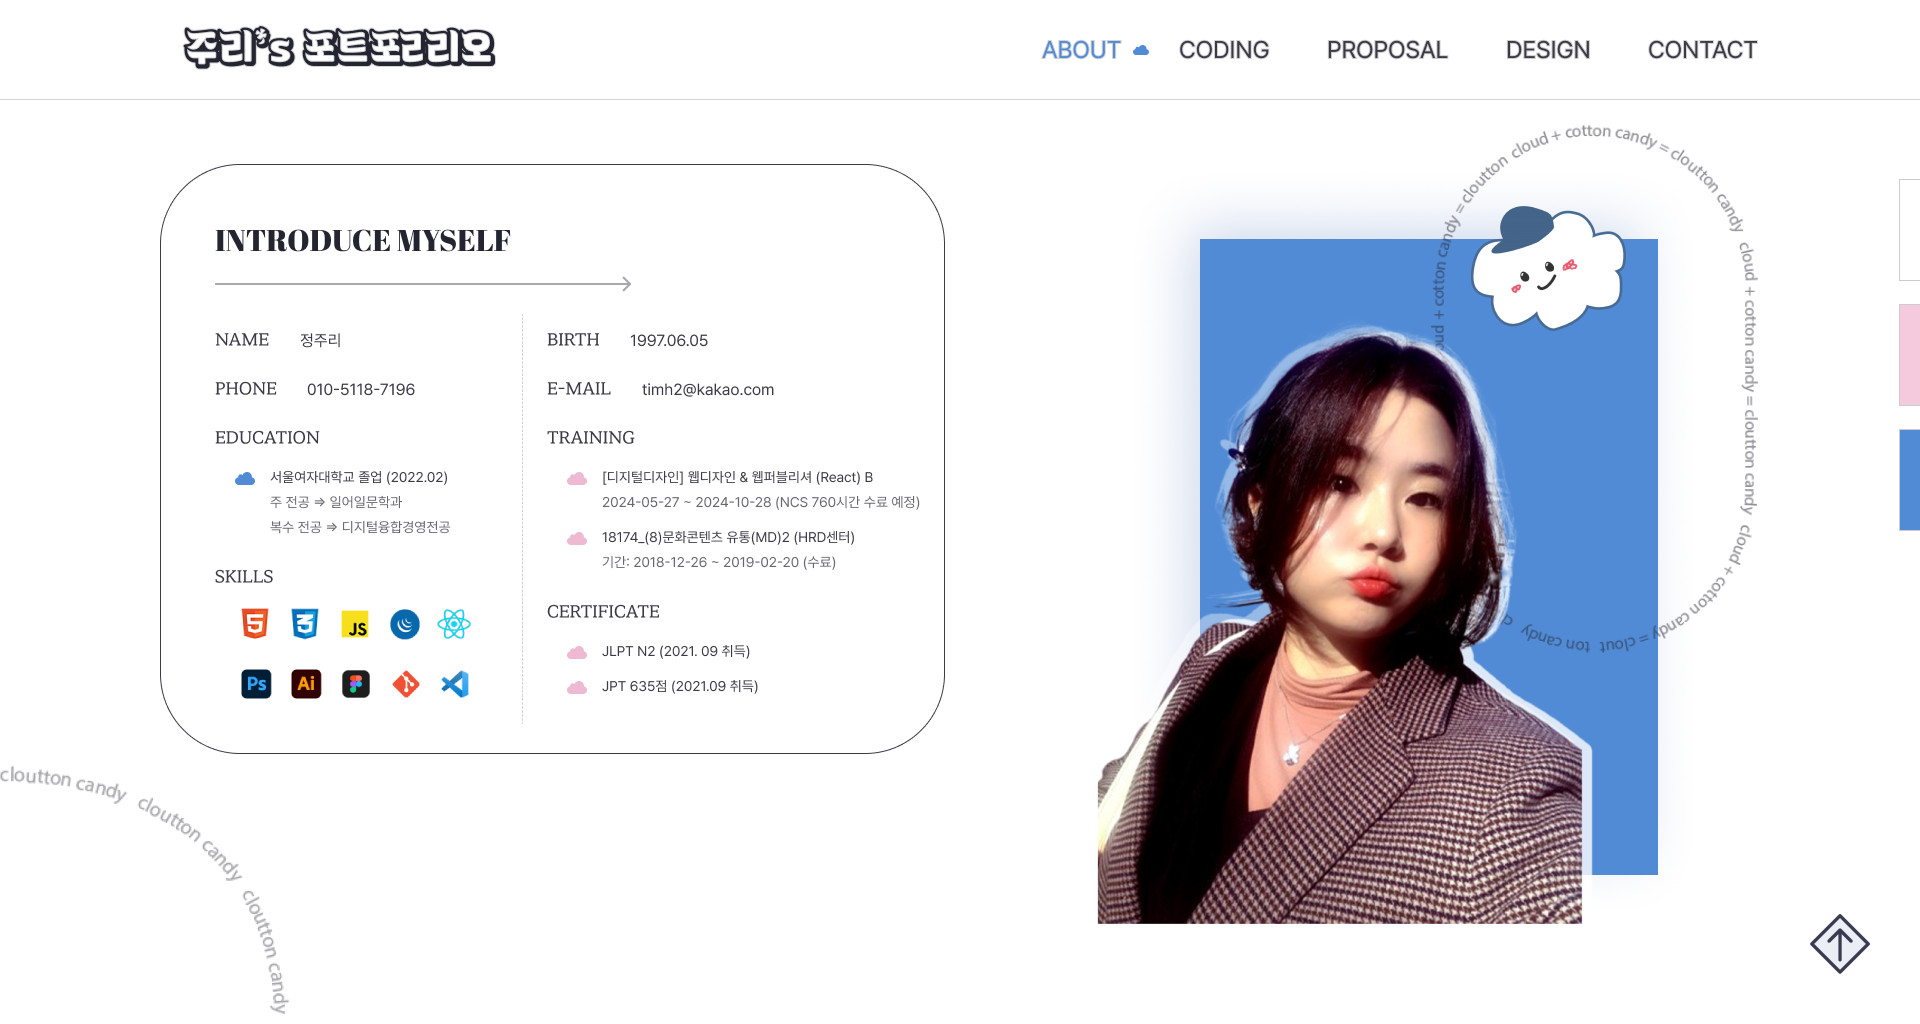 주리's 포트포리리오
ABOUT
CODING
PROPOSAL
DESIGN
CONTACT
INTRODUCE MYSELF
NAME 정주리
PHONE 010-5118-7196
EDUCATION
서울여자대학교 졸업 (2022.02)
주 전공 ⇒ 일어일문학과
복수 전공 ⇒ 디지털융합경영전공
SKILLS
5 3 JS
Ps Ai
BIRTH 1997.06.05
E-MAIL timh2@kakao.com
TRAINING
[디지털디자인] 웹디자인 & 웹퍼블리셔 (React) B
2024-05-27 ~ 2024-10-28 (NCS 760시간 수료 예정)
18174_(8)문화콘텐츠 유통(MD)2 (HRD센터)
기간: 2018-12-26 ~ 2019-02-20 (수료)
CERTIFICATE
JLPT N2 (2021. 09 취득)
JPT 635점 (2021.09 취득)
oud + cotton candy = cloutton cloud + cotton candy = cloutton candy cloud + cotton candy = cloutton candy cloud + cotton candy = clout ton candy c
cloutton candy cloutton candy cloutton candy